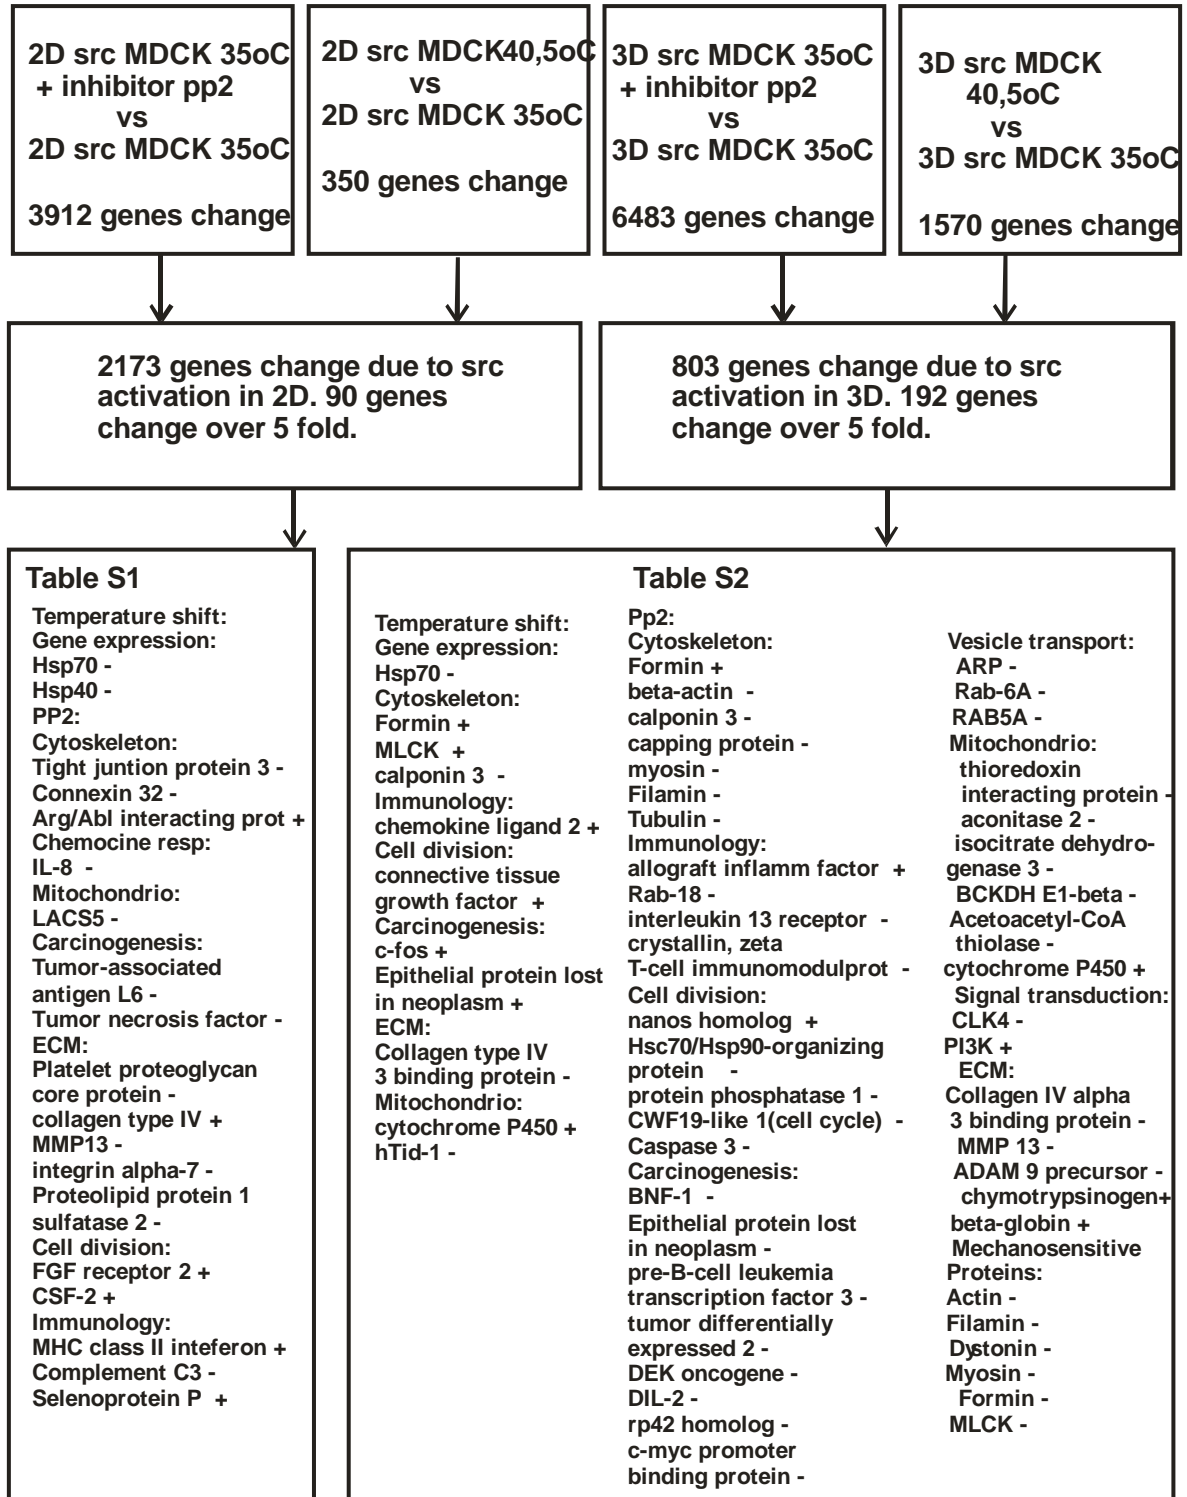 2D src MDCK 35oC
+ inhibitor pp2
vs
2D src MDCK 35oC
3912 genes change
2D src MDCK40,5oC
vs
2D src MDCK 35oC
350 genes change
3D src MDCK 35oC
+ inhibitor pp2
vs
3D src MDCK 35oC
6483 genes change
3D src MDCK
40,5oC
vs
3D src MDCK 35oC
1570 genes change
2173 genes change due to src
activation in 2D. 90 genes
change over 5 fold.
803 genes change due to src
activation in 3D. 192 genes
change over 5 fold.
Table S1
Temperature shift:
Gene expression:
Hsp70 -
Hsp40 -
PP2:
Cytoskeleton:
Tight juntion protein 3 -
Connexin 32 -
Arg/Abl interacting prot +
Chemocine resp:
IL-8 -
Mitochondrio:
LACS5 -
Carcinogenesis:
Tumor-associated
antigen L6 -
Tumor necrosis factor -
ECM:
Platelet proteoglycan
core protein -
collagen type IV +
MMP13 -
integrin alpha-7 -
Proteolipid protein 1
sulfatase 2 -
Cell division:
FGF receptor 2 +
CSF-2 +
Immunology:
MHC class II inteferon +
Complement C3 -
Selenoprotein P +
Table S2
Temperature shift:
Gene expression:
Hsp70 -
Cytoskeleton:
Formin +
MLCK +
calponin 3 -
Immunology:
chemokine ligand 2 +
Cell division:
connective tissue
growth factor +
Carcinogenesis:
c-fos +
Epithelial protein lost
in neoplasm +
ECM:
Collagen type IV
3 binding protein -
Mitochondrio:
cytochrome P450 +
hTid-1 -
Pp2:
Cytoskeleton:
Formin +
beta-actin -
calponin 3 -
capping protein -
myosin -
Filamin -
Tubulin -
Immunology:
allograft inflamm factor +
Rab-18 -
interleukin 13 receptor -
crystallin, zeta
T-cell immunomodulprot -
Cell division:
nanos homolog +
Hsc70/Hsp90-organizing
protein -
protein phosphatase 1 -
CWF19-like 1(cell cycle) -
Caspase 3 -
Carcinogenesis:
BNF-1 -
Epithelial protein lost
in neoplasm -
pre-B-cell leukemia
transcription factor 3 -
tumor differentially
expressed 2 -
DEK oncogene -
DIL-2 -
rp42 homolog -
c-myc promoter
binding protein -
Vesicle transport:
ARP -
Rab-6A -
RAB5A -
Mitochondrio:
thioredoxin
interacting protein -
aconitase 2 -
isocitrate dehydro-
genase 3 -
BCKDH E1-beta -
Acetoacetyl-CoA
thiolase -
cytochrome P450 +
Signal transduction:
CLK4 -
PI3K +
ECM:
Collagen IV alpha
3 binding protein -
MMP 13 -
ADAM 9 precursor -
chymotrypsinogen+
beta-globin +
Mechanosensitive
Proteins:
Actin -
Filamin -
Dystonin -
Myosin -
Formin -
MLCK -